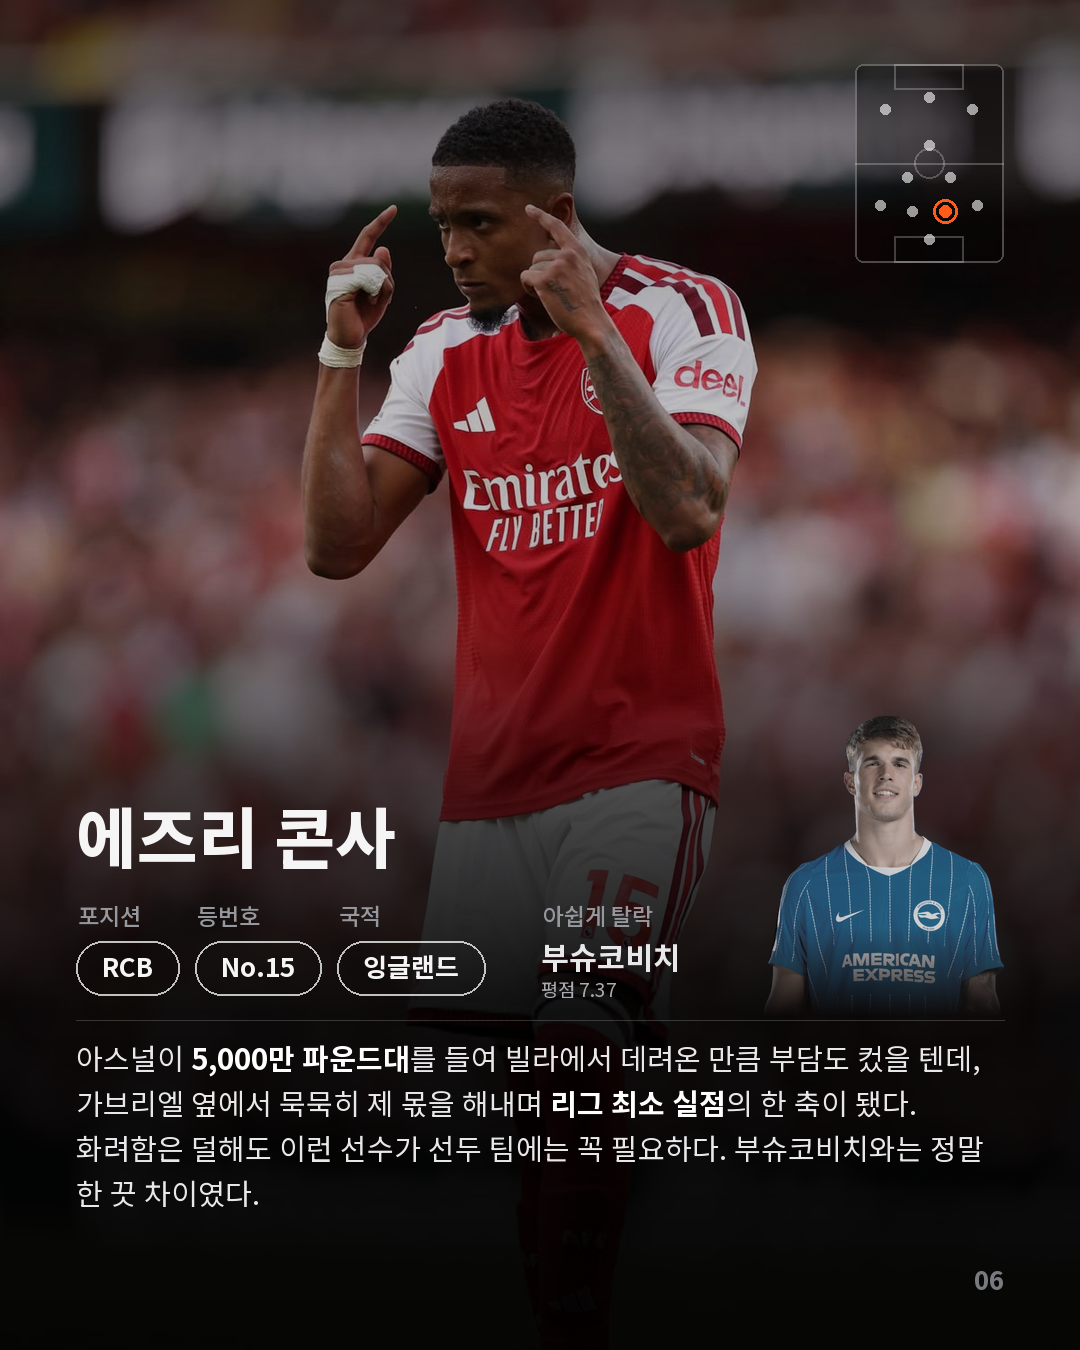 deel.
Emirates
FLY BETTER
15
에즈리 콘사
포지션 등번호 국적 아쉽게 탈락
RCB No.15 잉글랜드 부슈코비치
평점 7.37
AMERICAN
EXPRESS
아스널이 5,000만 파운드대를 들여 빌라에서 데려온 만큼 부담도 컸을 텐데,
가브리엘 옆에서 묵묵히 제 몫을 해내며 리그 최소 실점의 한 축이 됐다.
화려함은 덜해도 이런 선수가 선두 팀에는 꼭 필요하다. 부슈코비치와는 정말
한 끗 차이였다.
06